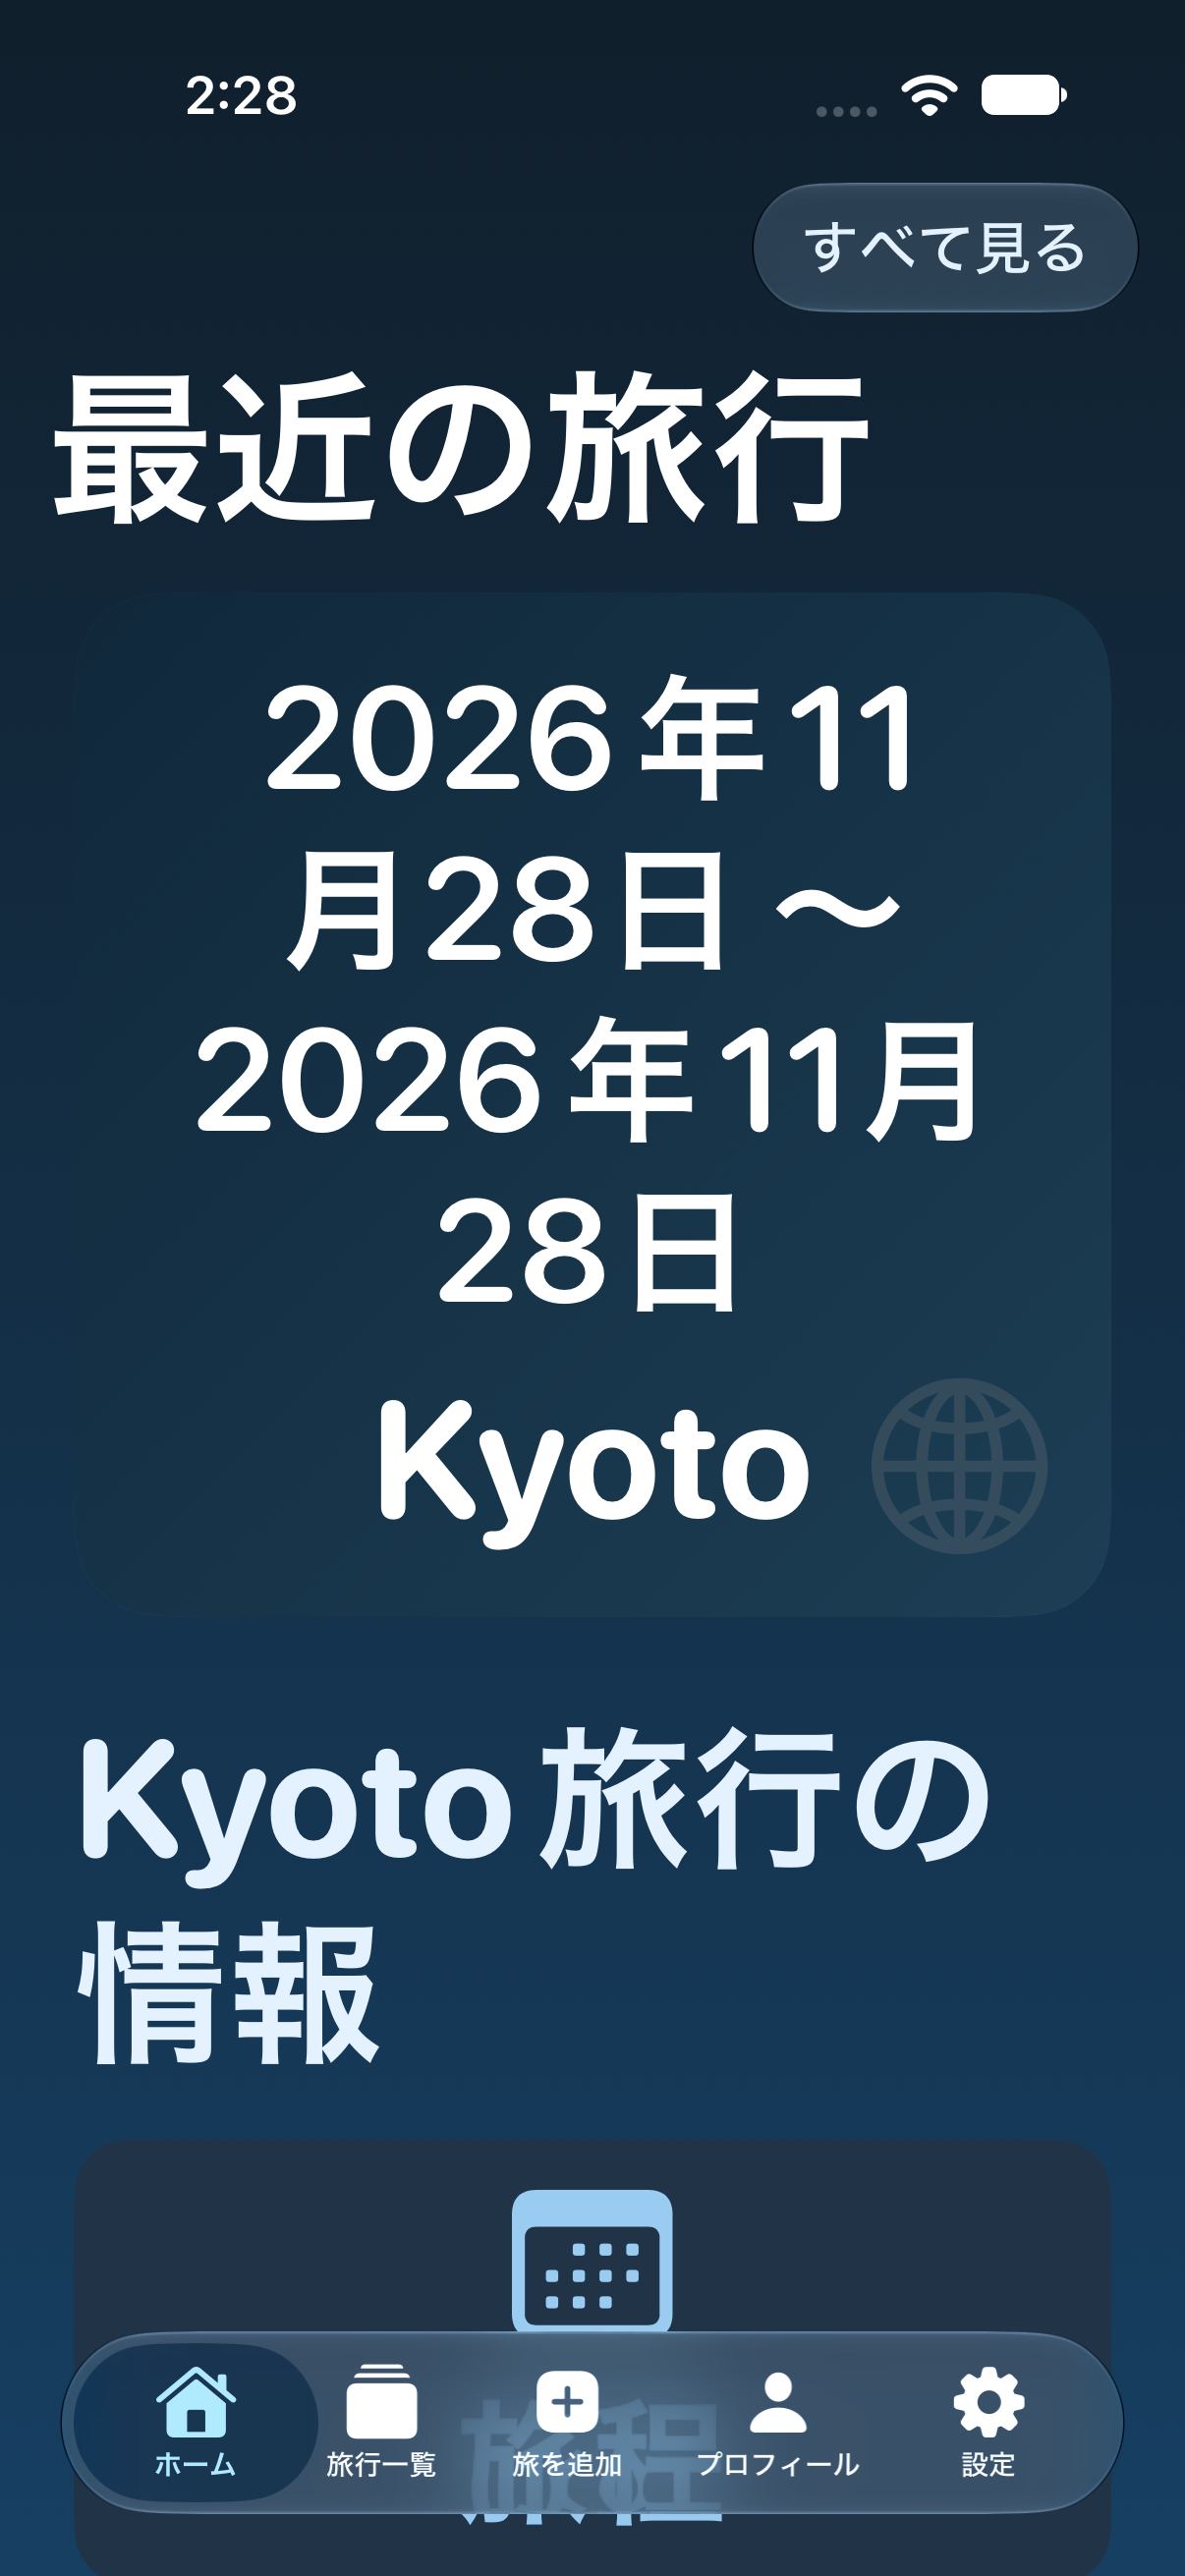 2:28
すべて見る
最近の旅行
2026年11
月28日 〜
2026年11月
28日
Kyoto
Kyoto旅行の
情報
旅程
ホーム
旅行一覧
旅を追加
プロフィール
設定